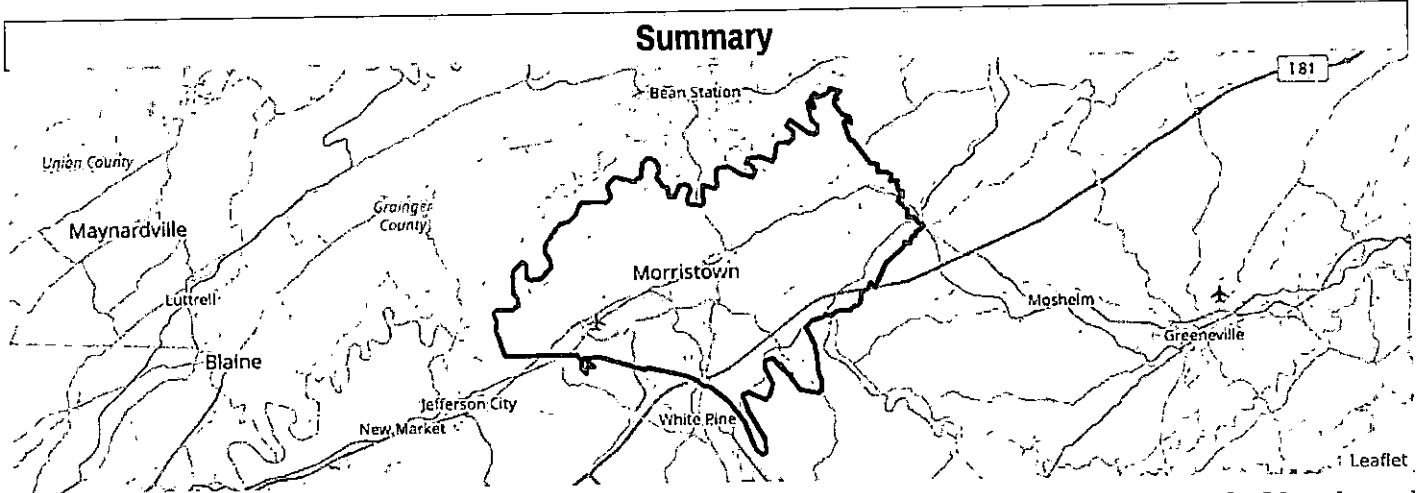 Summary
181
Bean Station
Union County
Grainger
County
Maynardville
Morristown
Luttrell
Mosheim
Greeneville
Blaine
Jefferson City
New Market
White Pine
Leaflet